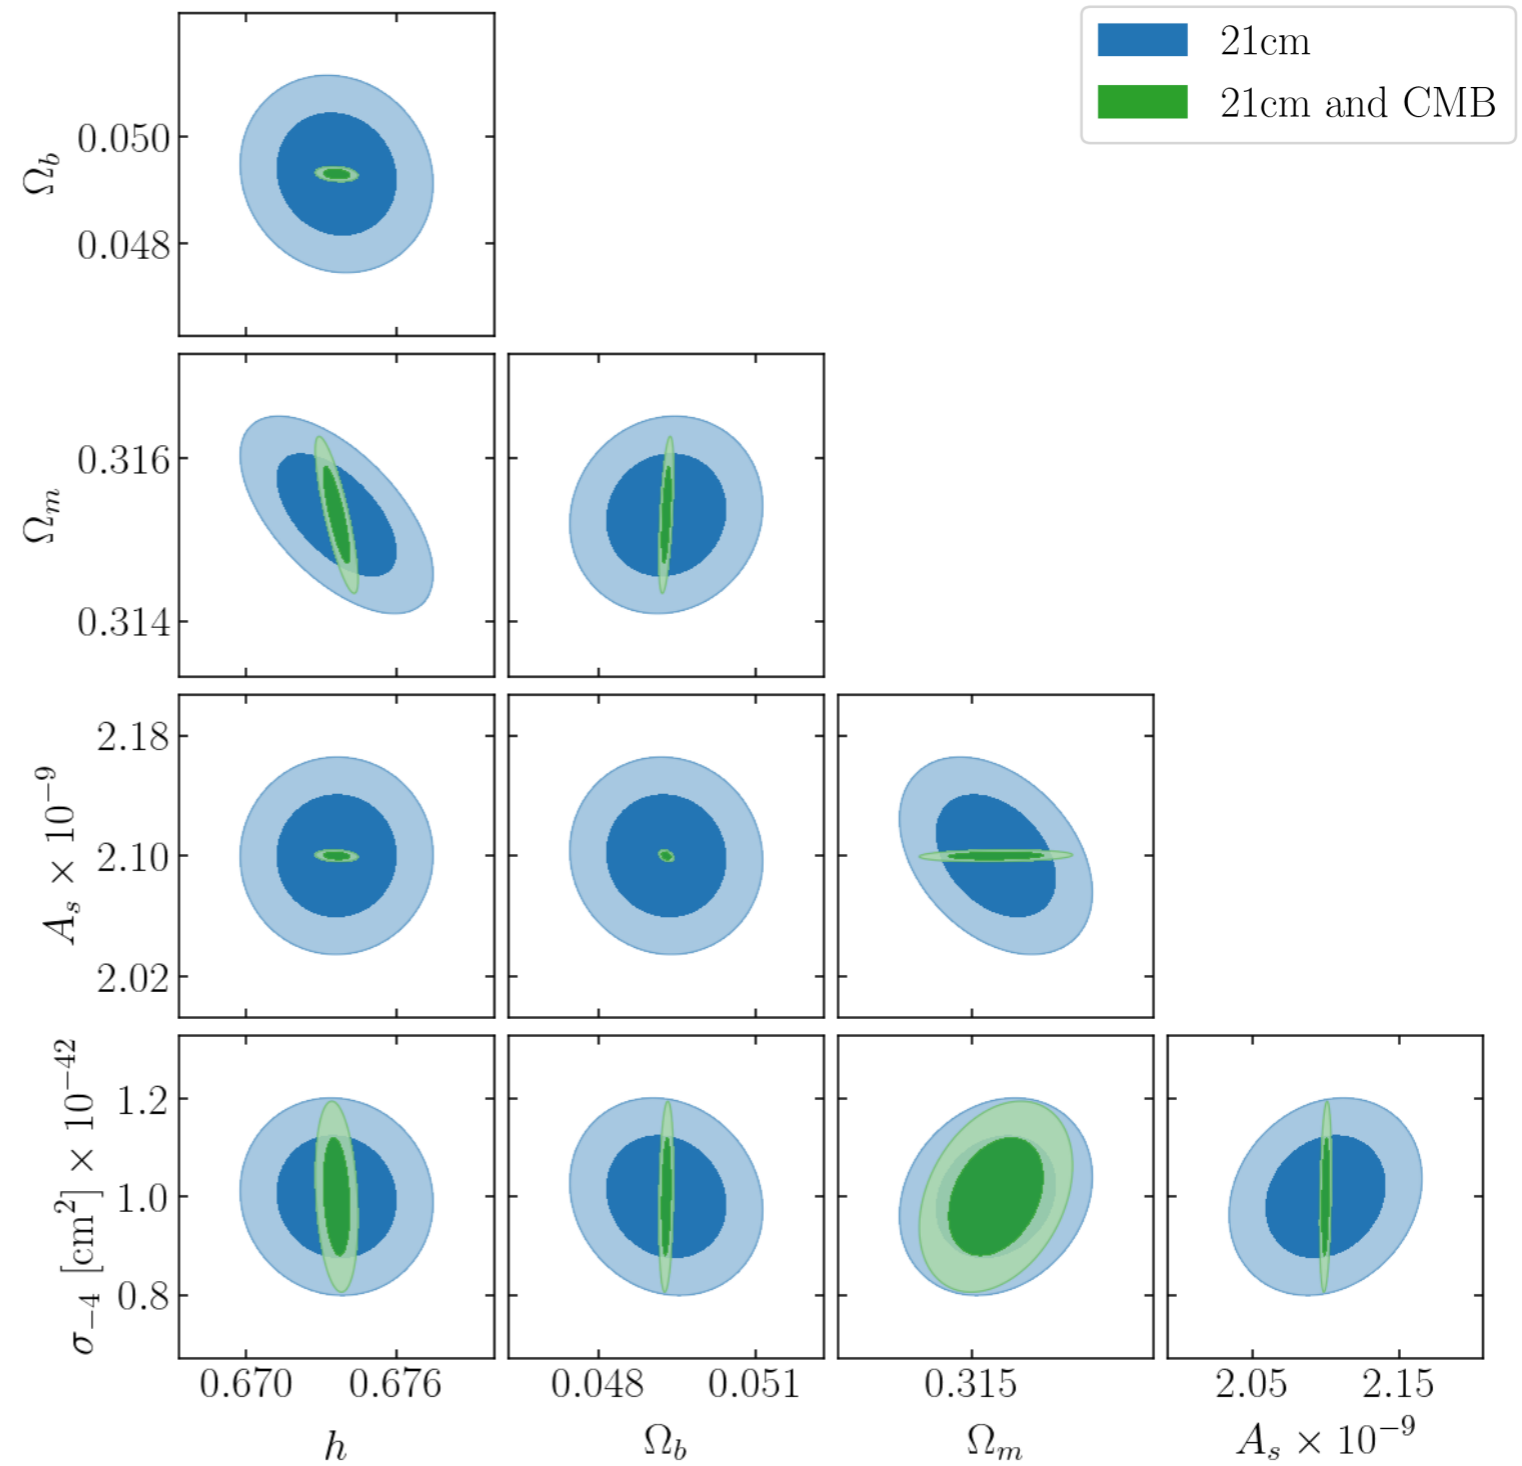 21cm
21cm and CMB
Ω_b
0.050
0.048
Ω_m
0.316
0.314
A_s × 10^{−9}
2.18
2.10
2.02
σ_{−4} [cm^2] × 10^{−42}
1.2
1.0
0.8
0.670 0.676 0.048 0.051 0.315 2.05 2.15
h Ω_b Ω_m A_s × 10^{−9}